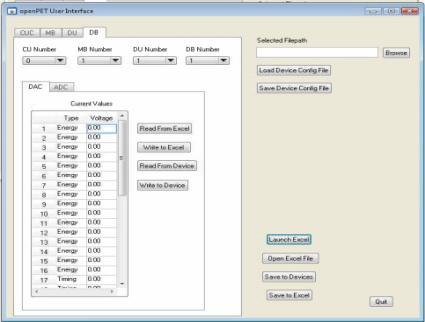 openPET User Interface
CUC MB DU DB
CU Number MB Number DU Number DB Number
0 1 1 1
DAC ADC
Current Values
Type Voltage
1 Energy 0.00
2 Energy 0.00
3 Energy 0.00
4 Energy 0.00
5 Energy 0.00
6 Energy 0.00
7 Energy 0.00
8 Energy 0.00
9 Energy 0.00
10 Energy 0.00
11 Energy 0.00
12 Energy 0.00
13 Energy 0.00
14 Energy 0.00
15 Energy 0.00
16 Energy 0.00
17 Timing 0.00
Read From Excel
Write to Excel
Read From Device
Write to Device
Selected Filepath
Browse
Load Device Config File
Save Device Config File
Launch Excel
Open Excel File
Save to Devices
Save to Excel
Quit